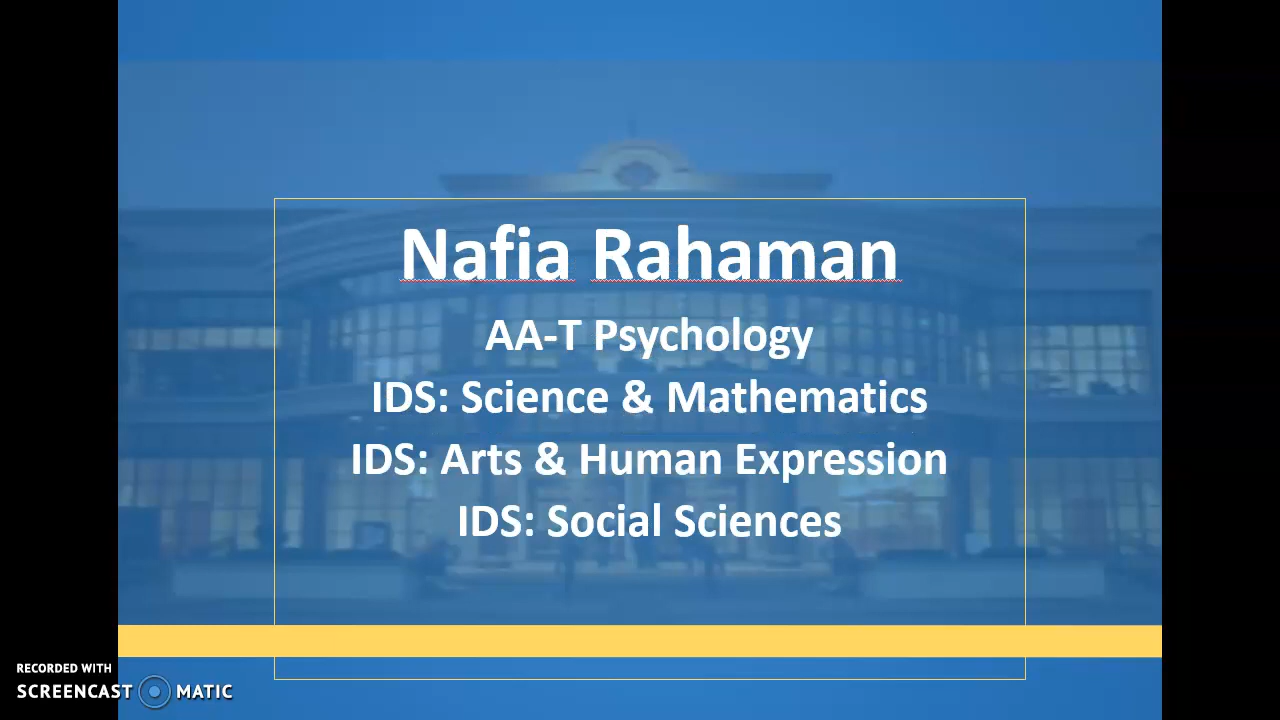 Nafia Rahaman
AA-T Psychology
IDS: Science & Mathematics
IDS: Arts & Human Expression
IDS: Social Sciences
RECORDED WITH
SCREENCAST MATIC